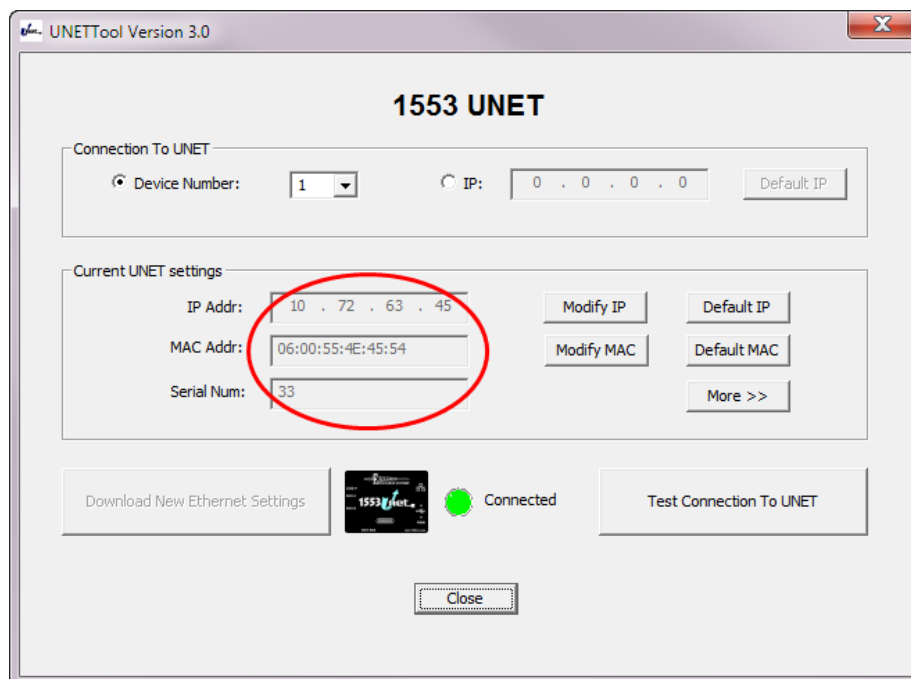 UNETTool Version 3.0
1553 UNET
Connection To UNET
Device Number: 1 IP: 0 . 0 . 0 . 0 Default IP
Current UNET settings
IP Addr: 10 . 72 . 63 . 45 Modify IP Default IP
MAC Addr: 06:00:55:4E:45:54 Modify MAC Default MAC
Serial Num: 33 More >>
Download New Ethernet Settings 1553Unet Connected Test Connection To UNET
Close